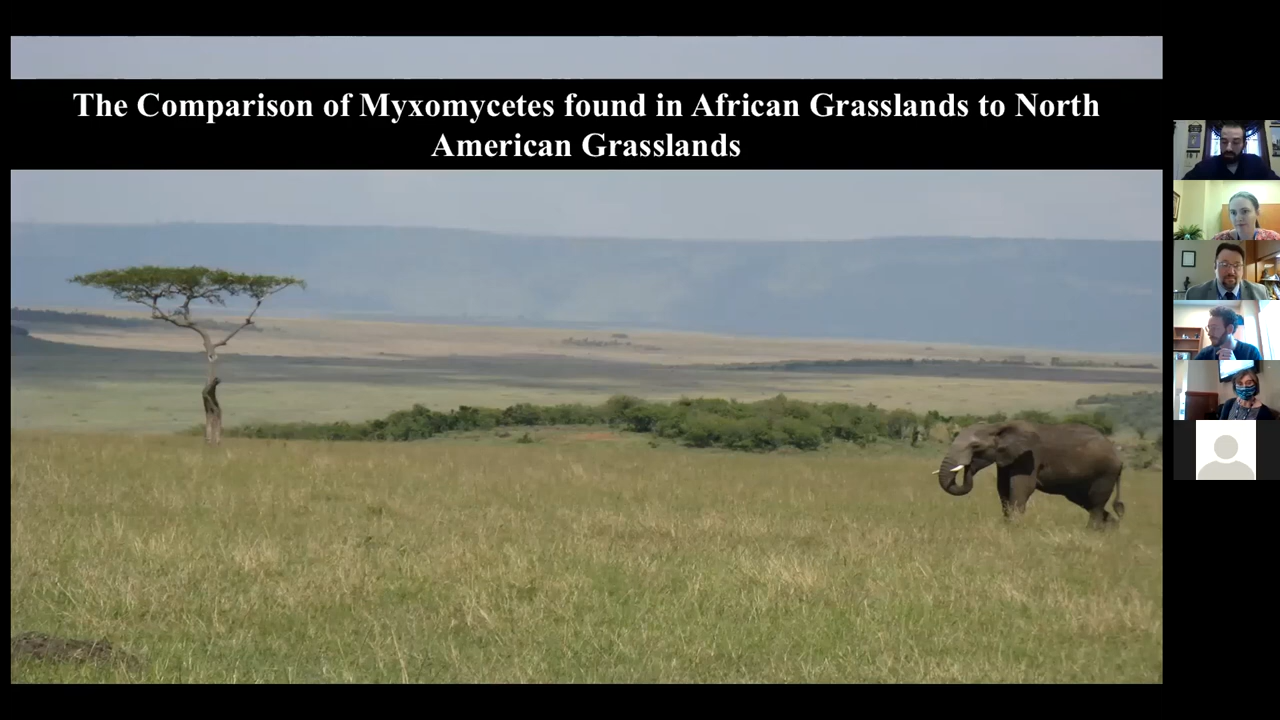 The Comparison of Myxomycetes found in African Grasslands to North
American Grasslands